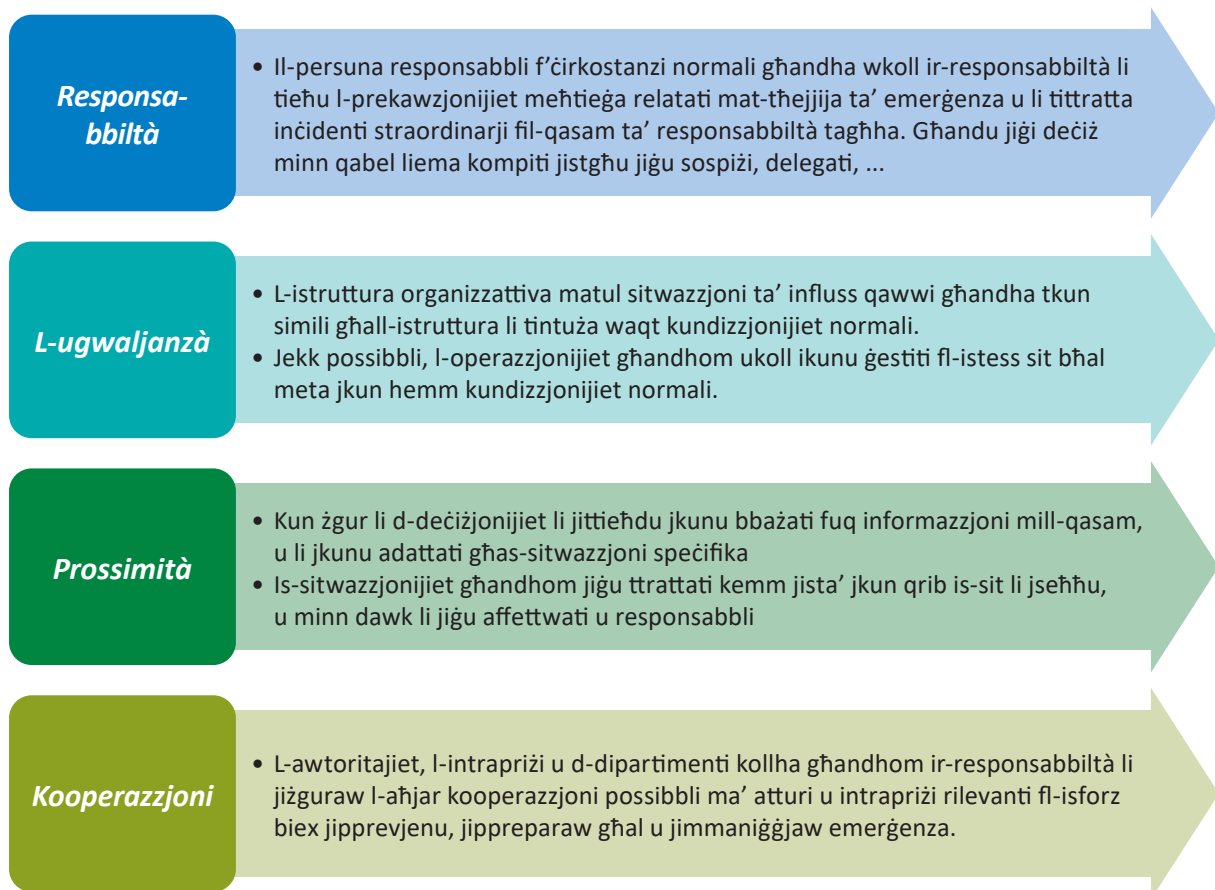 Responsa-
bbiltà
• Il-persuna responsabbli f’ċirkostanzi normali għandha wkoll ir-responsabbiltà li
tieħu l-prekawzjonijiet meħtieġa relatati mat-tħejjija ta’ emerġenza u li tittratta
inċidenti straordinarji fil-qasam ta’ responsabbiltà tagħha. Għandu jiġi deċiż
minn qabel liema kompiti jistgħu jiġu sospiżi, delegati, ...
L-ugwaljanzà
• L-istruttura organizzattiva matul sitwazzjoni ta’ influss qawwi għandha tkun
simili għall-istruttura li tintuża waqt kundizzjonijiet normali.
• Jekk possibbli, l-operazzjonijiet għandhom ukoll ikunu ġestiti fl-istess sit bħal
meta jkun hemm kundizzjonijiet normali.
Prossimità
• Kun żgur li d-deċiżjonijiet li jittieħdu jkunu bbażati fuq informazzjoni mill-qasam,
u li jkunu adattati għas-sitwazzjoni speċifika
• Is-sitwazzjonijiet għandhom jiġu ttrattati kemm jista’ jkun qrib is-sit li jseħħu,
u minn dawk li jiġu affettwati u responsabbli
Kooperazzjoni
• L-awtoritajiet, l-intrapriżi u d-dipartimenti kollha għandhom ir-responsabbiltà li
jiżguraw l-aħjar kooperazzjoni possibbli ma’ atturi u intrapriżi rilevanti fl-isforz
biex jipprevjenu, jippreparaw għal u jimmaniġġjaw emerġenza.